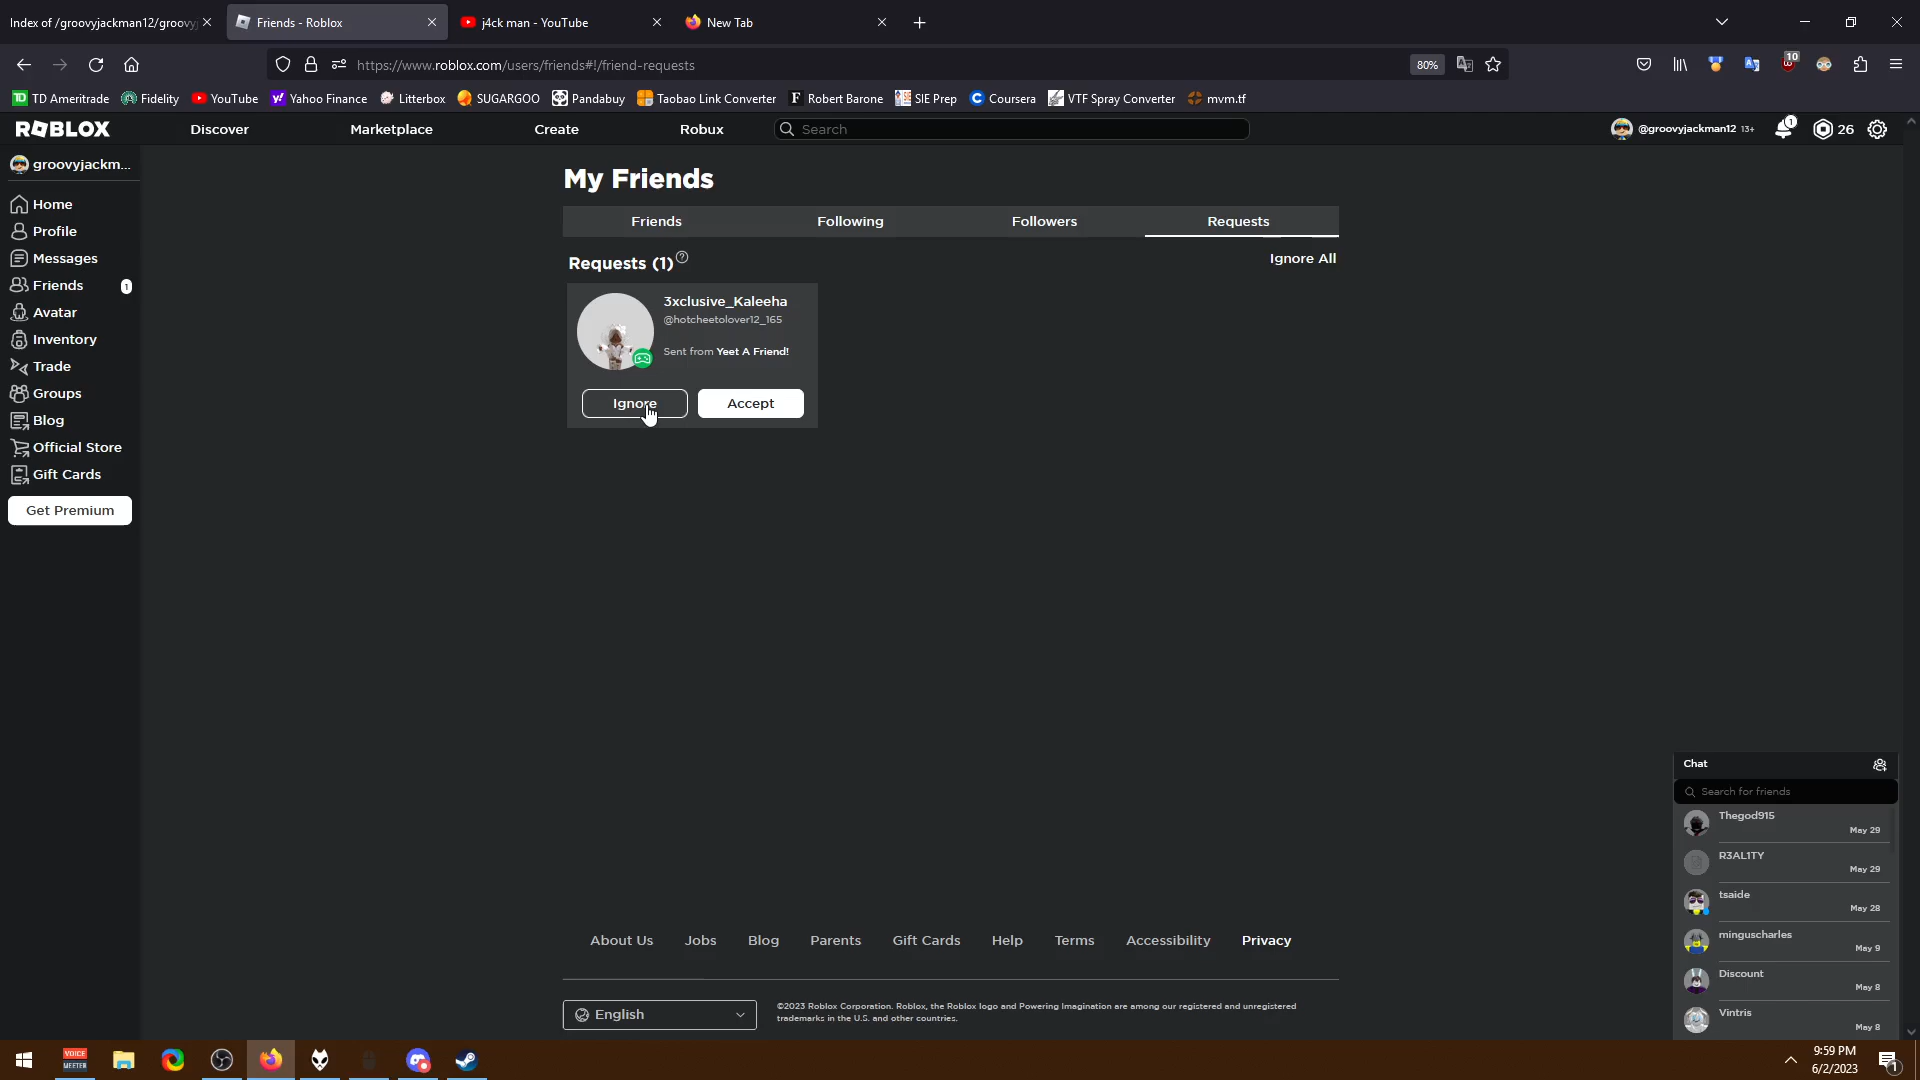 Index of /groovyjackman12/groovy
Friends - Roblox
j4ck man - YouTube
New Tab
https://www.roblox.com/users/friends#!/friend-requests
80%
10
TD Ameritrade
Fidelity
YouTube
Yahoo Finance
Litterbox
SUGARGOO
Pandabuy
Taobao Link Converter
Robert Barone
SIE Prep
Coursera
VTF Spray Converter
mvm.tf
ROBLOX
Discover
Marketplace
Create
Robux
Search
@groovyjackman12 13+
1
26
groovyjackm...
Home
Profile
Messages
Friends
1
Avatar
Inventory
Trade
Groups
Blog
Official Store
Gift Cards
Get Premium
My Friends
Friends
Following
Followers
Requests
Requests (1)
Ignore All
3xclusive_Kaleeha
@hotcheetolover12_165
Sent from Yeet A Friend!
Ignore
Accept
Chat
Search for friends
Thegod915
May 29
R3AL1TY
May 29
tsaide
May 28
minguscharles
May 9
Discount
May 8
Vintris
May 8
About Us
Jobs
Blog
Parents
Gift Cards
Help
Terms
Accessibility
Privacy
English
©2023 Roblox Corporation. Roblox, the Roblox logo and Powering Imagination are among our registered and unregistered
trademarks in the U.S. and other countries.
VOICE
MEETER
9:59 PM
6/2/2023
1